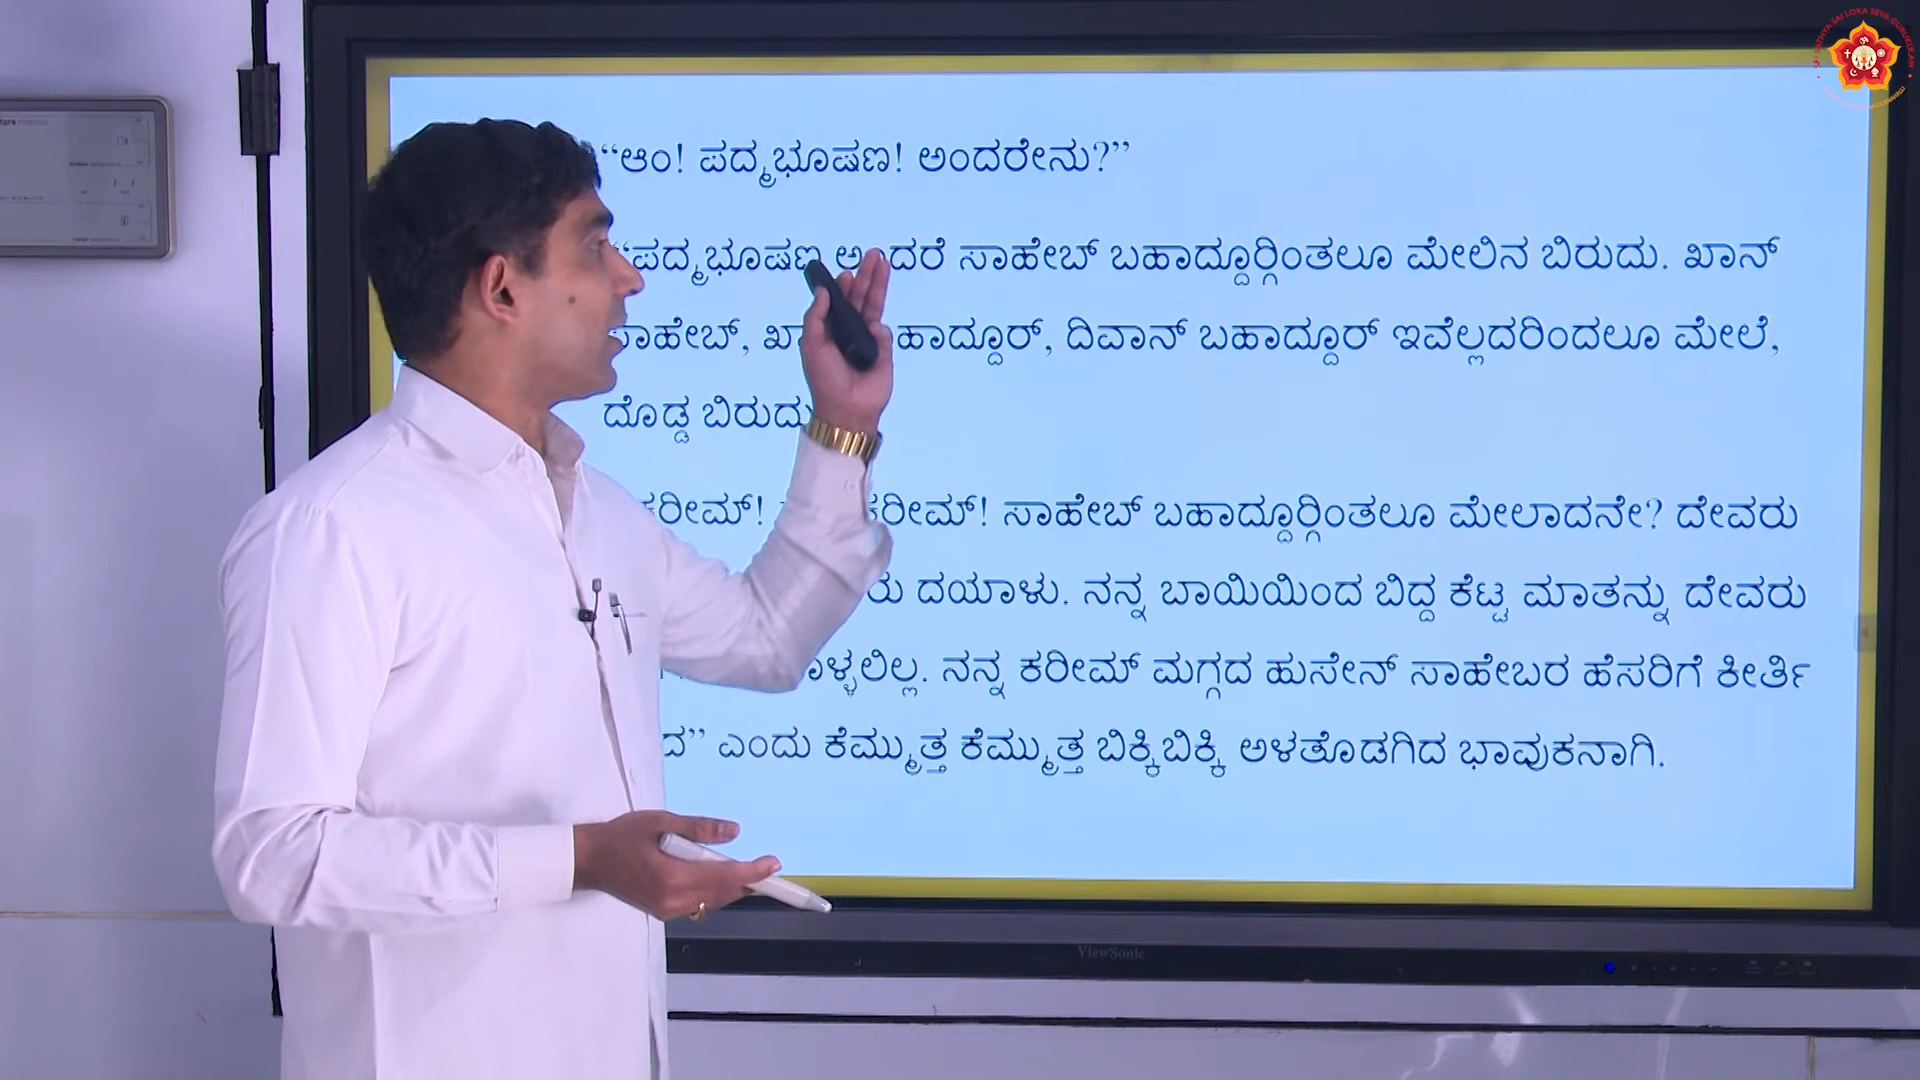 “ಆಂ! ಪದ್ಮಭೂಷಣ! ಅಂದರೇನು?”
“ಪದ್ಮಭೂಷಣ ಅಂದರೆ ಸಾಹೇಬ್ ಬಹಾದ್ದೂರ್‍ಗಿಂತಲೂ ಮೇಲಿನ ಬಿರುದು. ಖಾನ್
ಸಾಹೇಬ್, ಬಹಾದ್ದೂರ್, ದಿವಾನ್ ಬಹಾದ್ದೂರ್ ಇವೆಲ್ಲದರಿಂದಲೂ ಮೇಲೆ,
ದೊಡ್ಡ ಬಿರುದು
ಕರೀಮ್! ಕರೀಮ್! ಸಾಹೇಬ್ ಬಹಾದ್ದೂರ್‍ಗಿಂತಲೂ ಮೇಲಾದನೇ? ದೇವರು
ದಯಾಳು. ನನ್ನ ಬಾಯಿಯಿಂದ ಬಿದ್ದ ಕೆಟ್ಟ ಮಾತನ್ನು ದೇವರು
ನನ್ನ ಕರೀಮ್ ಮಗ್ಗದ ಹುಸೇನ್ ಸಾಹೇಬರ ಹೆಸರಿಗೆ ಕೀರ್ತಿ
ಎಂದು ಕೆಮ್ಮುತ್ತ ಕೆಮ್ಮುತ್ತ ಬಿಕ್ಕಿಬಿಕ್ಕಿ ಅಳತೊಡಗಿದ ಭಾವುಕನಾಗಿ.
ViewSonic